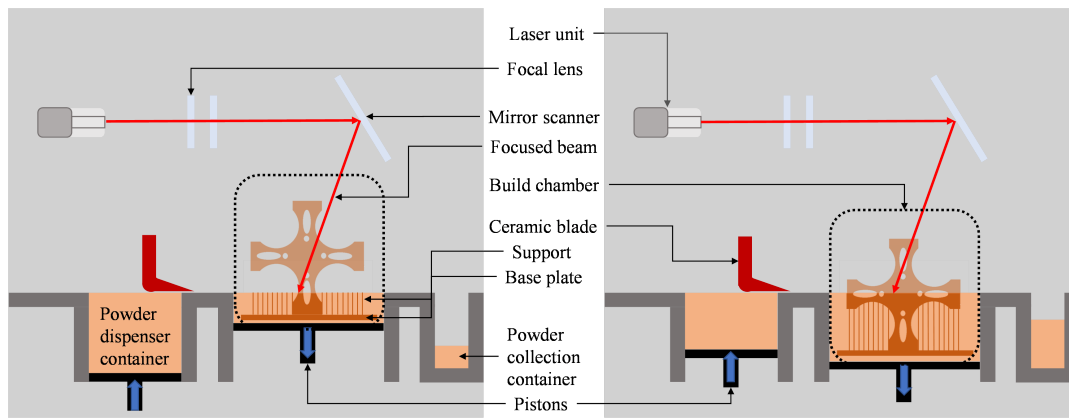 Laser unit
Focal lens
Mirror scanner
Focused beam
Build chamber
Ceramic blade
Support
Base plate
Powder
dispenser
container
Powder
collection
container
Pistons